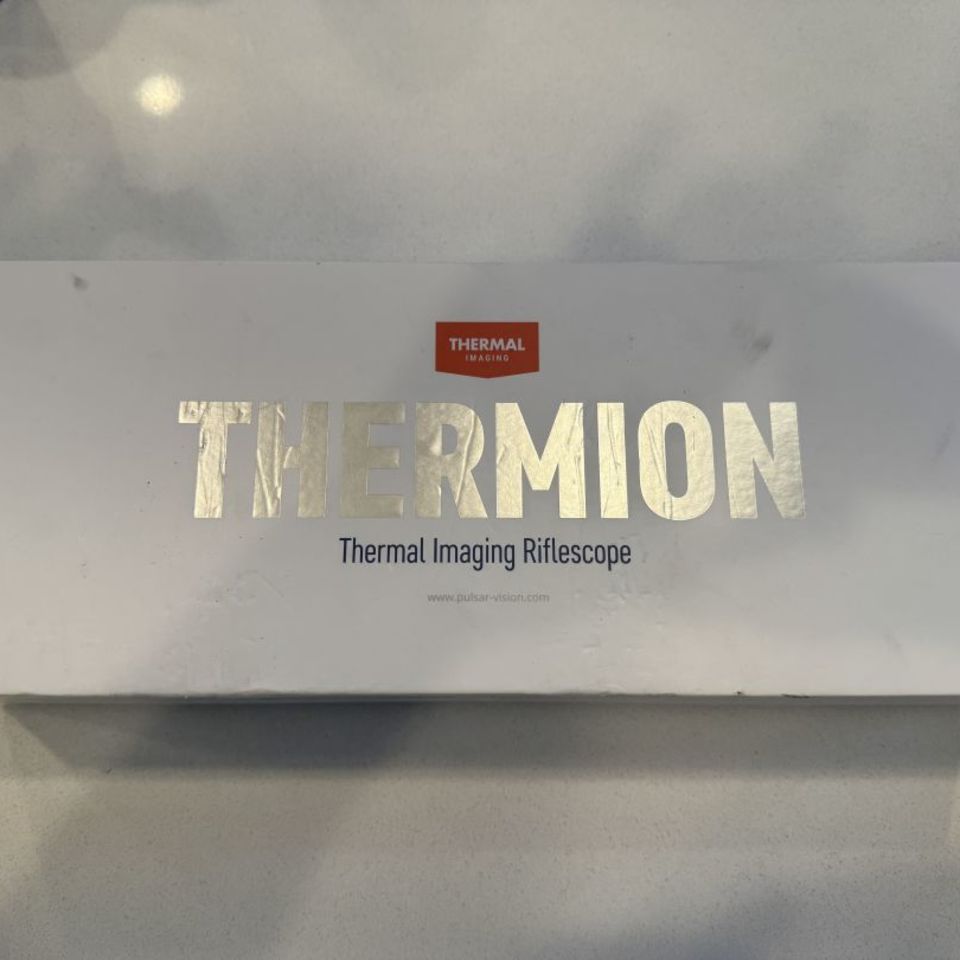 THERMAL
IMAGING
THERMION
Thermal Imaging Riflescope
www.pulsar-vision.com